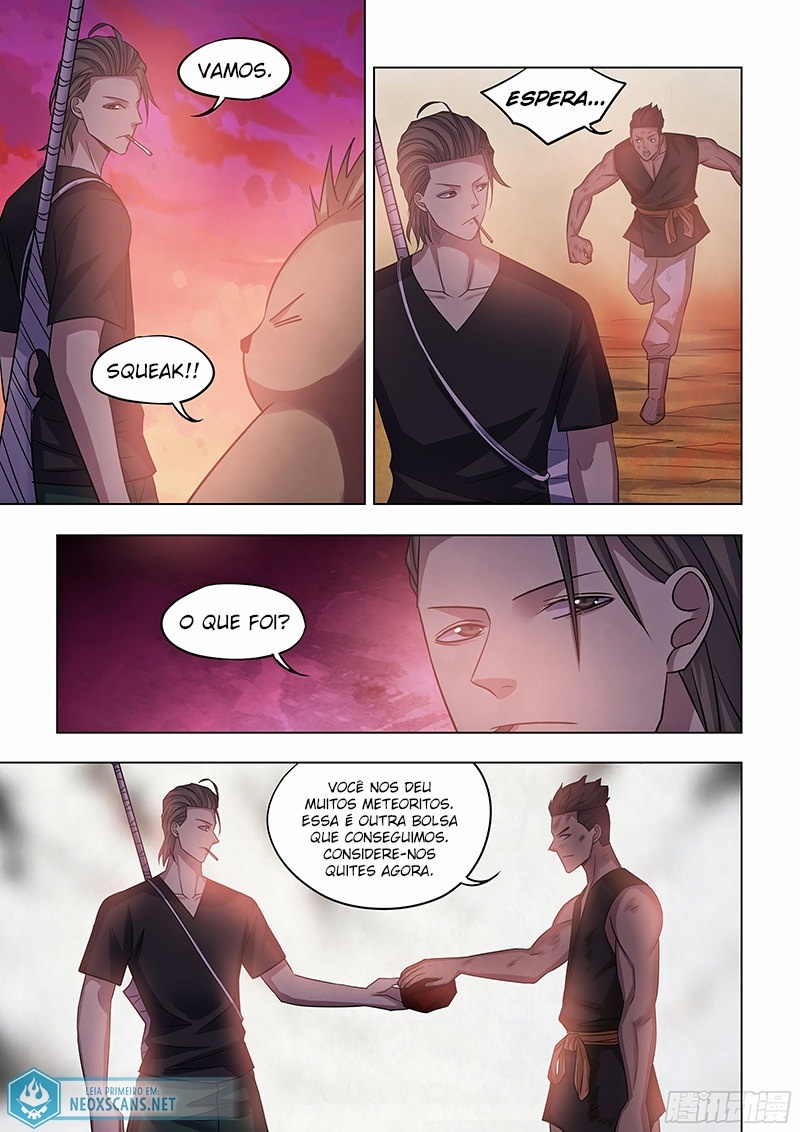 VAMOS.
ESPERA...
SQUEAK!!
O QUE FOI?
VOCÊ NOS DEU
MUITOS METEORITOS.
ESSA É OUTRA BOLSA
QUE CONSEGUIMOS.
CONSIDERE-NOS
QUITES AGORA.
LEIA PRIMEIRO EM:
NEOXSCANS.NET
腾讯动漫